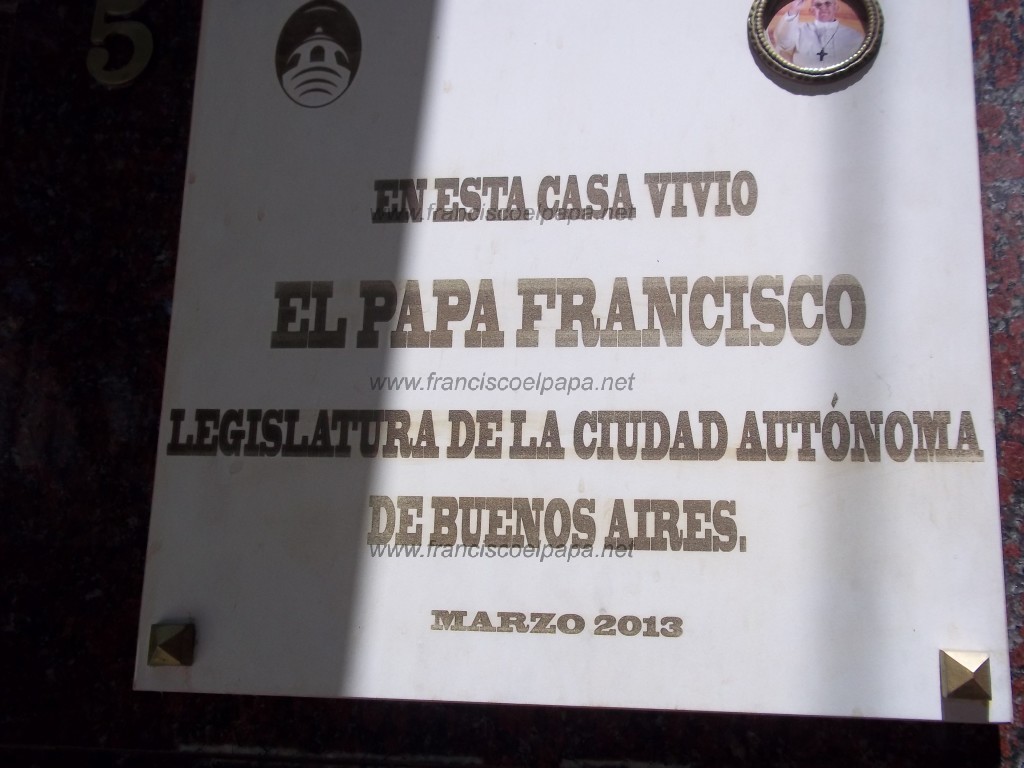 5
EN ESTA CASA VIVIO
www.franciscoelpapa.net
EL PAPA FRANCISCO
www.franciscoelpapa.net
LEGISLATURA DE LA CIUDAD AUTÓNOMA
DE BUENOS AIRES.
www.franciscoelpapa.net
MARZO 2013